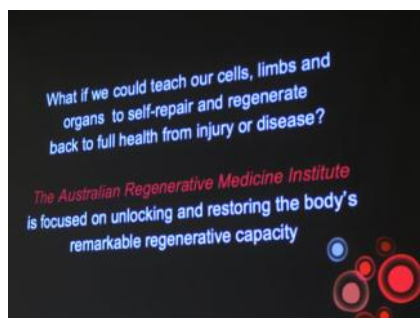 What if we could teach our cells, limbs and
organs to self-repair and regenerate
back to full health from injury or disease?
The Australian Regenerative Medicine Institute
is focused on unlocking and restoring the body's
remarkable regenerative capacity